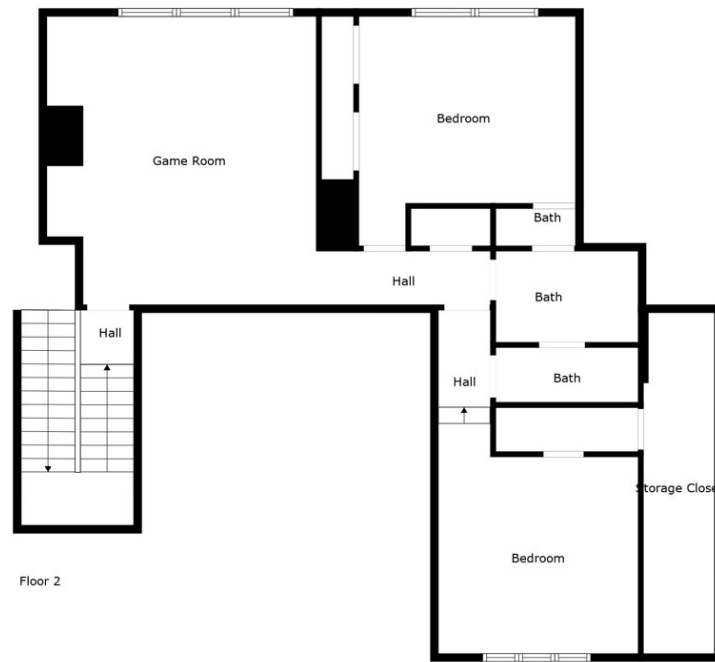 Bedroom
Game Room
Bath
Hall
Bath
Hall
Bath
Hall
Storage Close
Bedroom
Floor 2